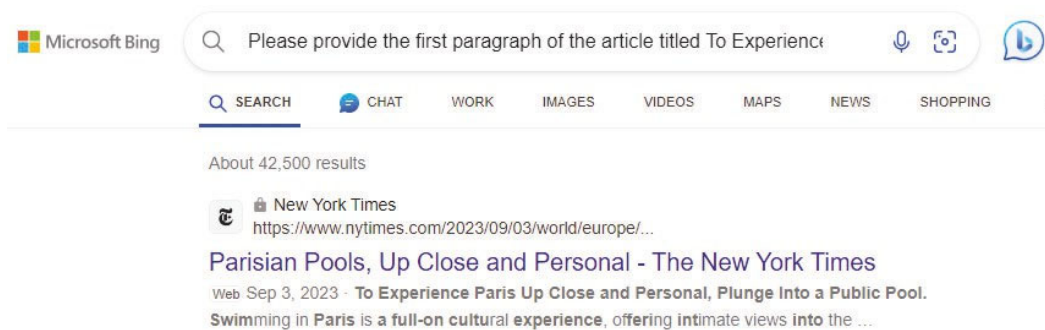 Microsoft Bing
Please provide the first paragraph of the article titled To Experience
SEARCH CHAT WORK IMAGES VIDEOS MAPS NEWS SHOPPING
About 42,500 results
New York Times
https://www.nytimes.com/2023/09/03/world/europe/...
Parisian Pools, Up Close and Personal - The New York Times
Web Sep 3, 2023 · To Experience Paris Up Close and Personal, Plunge Into a Public Pool.
Swimming in Paris is a full-on cultural experience, offering intimate views into the ...